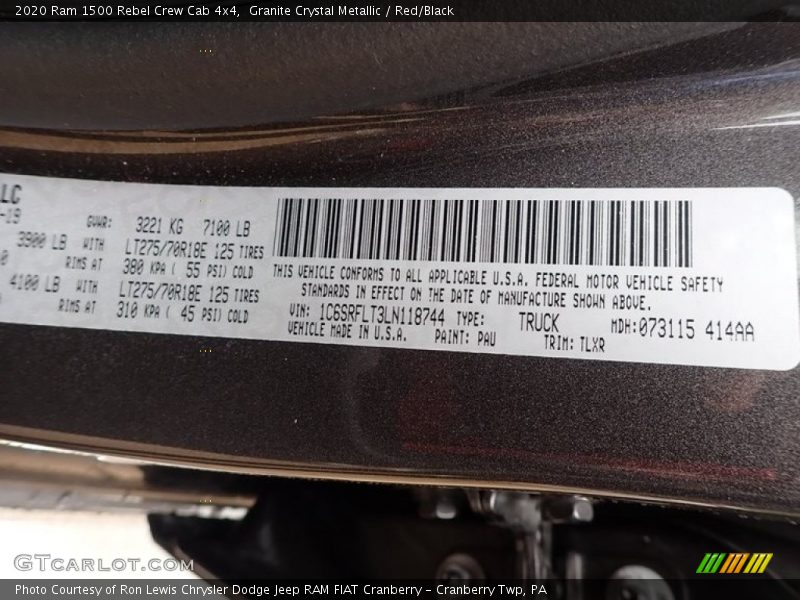 2020 Ram 1500 Rebel Crew Cab 4x4,  Granite Crystal Metallic / Red/Black
LC
-19
GVWR: 3221 KG 7100 LB
3900 LB WITH LT275/70R18E 125 TIRES
RIMS AT 380 KPA ( 55 PSI) COLD
4100 LB WITH LT275/70R18E 125 TIRES
RIMS AT 310 KPA ( 45 PSI) COLD
THIS VEHICLE CONFORMS TO ALL APPLICABLE U.S.A. FEDERAL MOTOR VEHICLE SAFETY
STANDARDS IN EFFECT ON THE DATE OF MANUFACTURE SHOWN ABOVE.
VIN: 1C6SRFLT3LN118744 TYPE: TRUCK MDH:073115 414AA
VEHICLE MADE IN U.S.A. PAINT: PAU TRIM: TLXR
GTCARLOT.COM
Photo Courtesy of Ron Lewis Chrysler Dodge Jeep RAM FIAT Cranberry – Cranberry Twp, PA